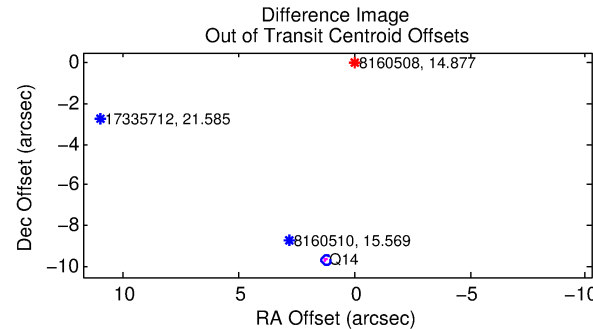 Difference Image
Out of Transit Centroid Offsets
0
8160508, 14.877
−2
17335712, 21.585
−4
−6
−8
8160510, 15.569
−10
Q14
10
5
0
−5
−10
RA Offset (arcsec)
Dec Offset (arcsec)